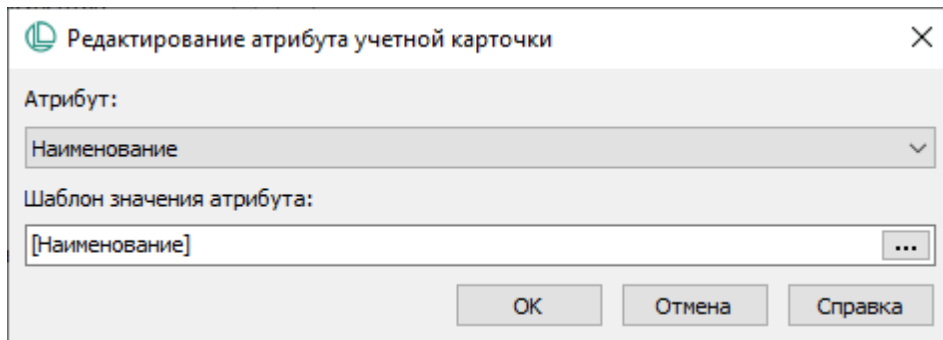 Редактирование атрибута учетной карточки
Атрибут:
Наименование
Шаблон значения атрибута:
[Наименование]
...
OK
Отмена
Справка